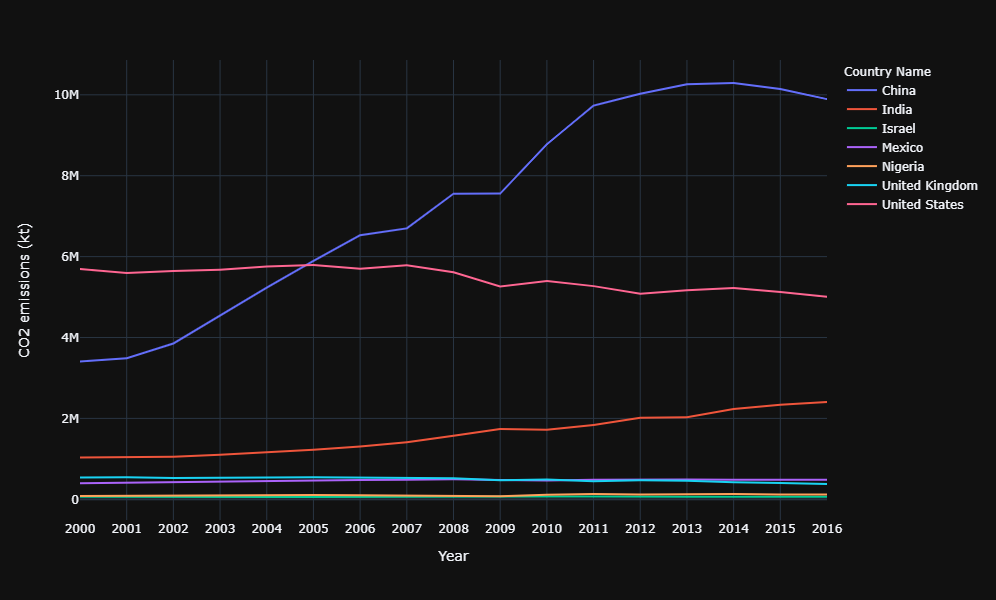 Country Name
China
India
Israel
Mexico
Nigeria
United Kingdom
United States
10M
8M
6M
4M
2M
0
CO2 emissions (kt)
2000 2001 2002 2003 2004 2005 2006 2007 2008 2009 2010 2011 2012 2013 2014 2015 2016
Year